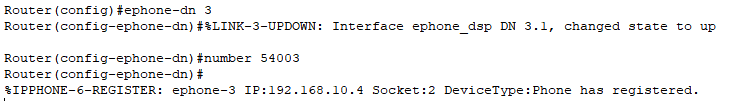 Router(config)#ephone-dn 3
Router(config-ephone-dn)#%LINK-3-UPDOWN: Interface ephone_dsp DN 3.1, changed state to up
Router(config-ephone-dn)#number 54003
Router(config-ephone-dn)#
%IPPHONE-6-REGISTER: ephone-3 IP:192.168.10.4 Socket:2 DeviceType:Phone has registered.